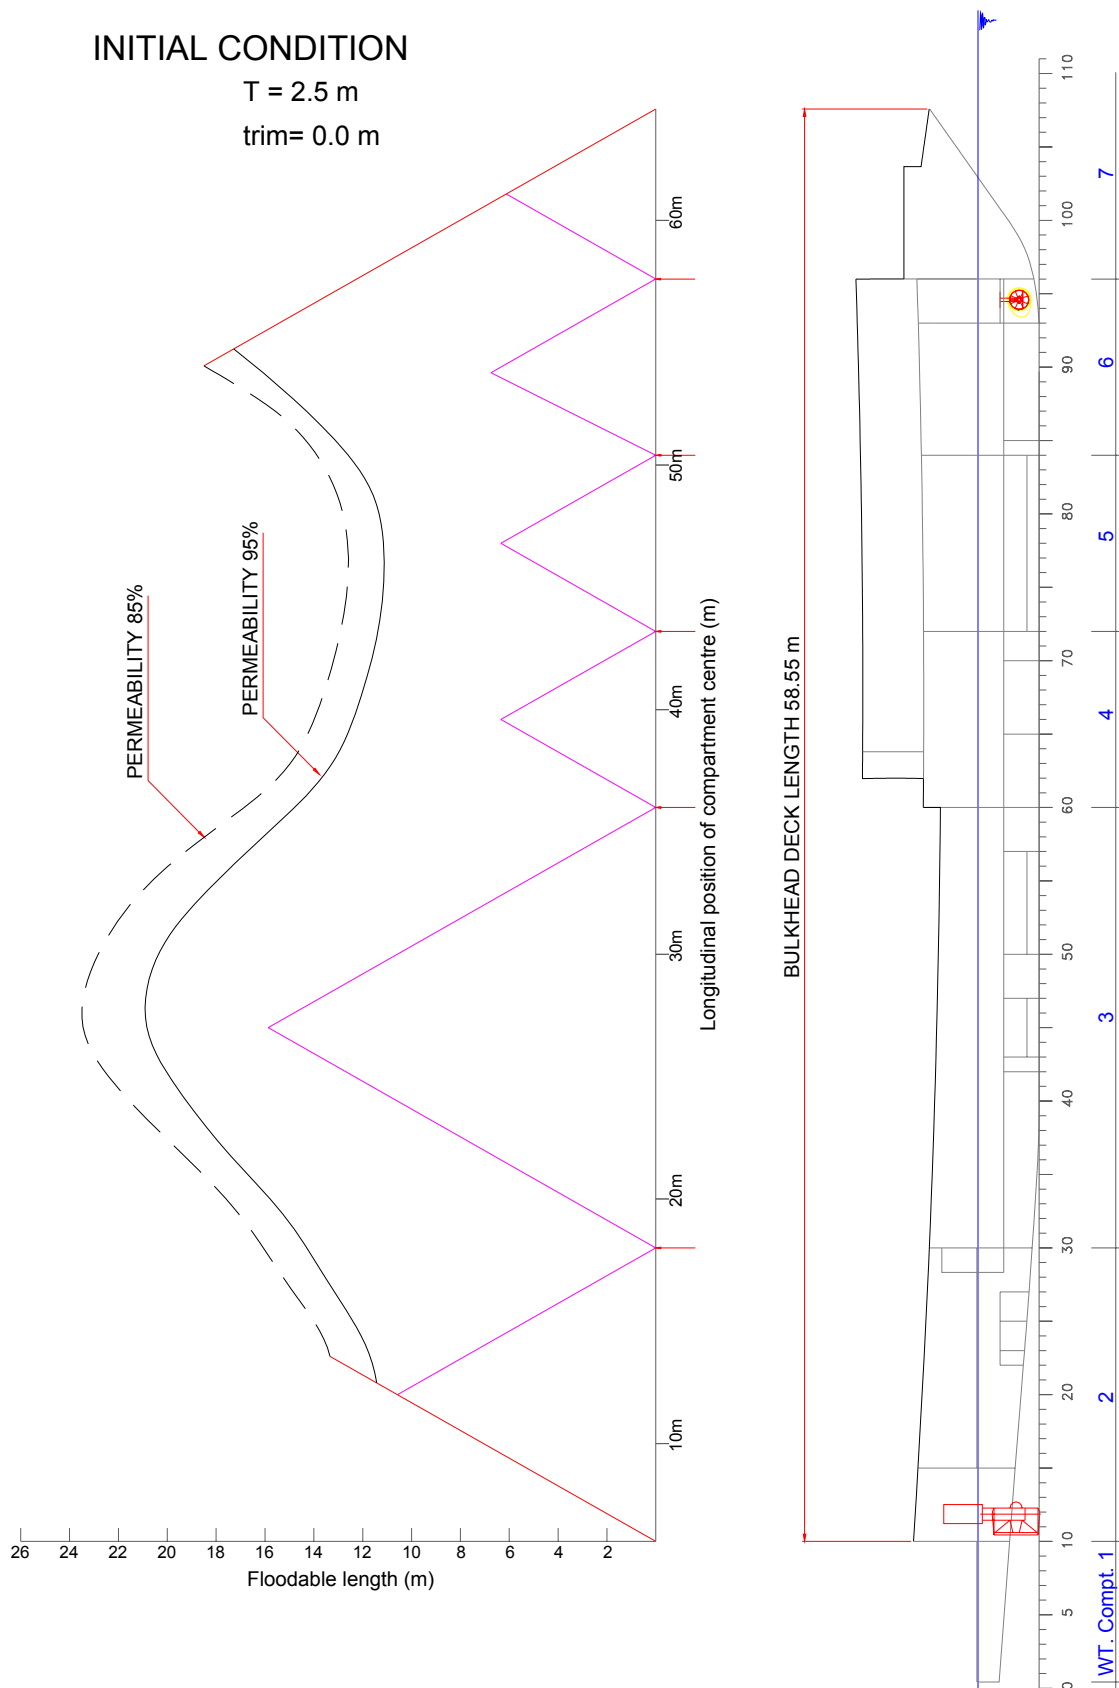 INITIAL CONDITION
T = 2.5 m
trim= 0.0 m
PERMEABILITY 85%
PERMEABILITY 95%
60m
50m
40m
30m
20m
10m
Longitudinal position of compartment centre (m)
26 24 22 20 18 16 14 12 10 8 6 4 2
Floodable length (m)
BULKHEAD DECK LENGTH 58.55 m
110
100
90
80
70
60
50
40
30
20
10
5
0
7
6
5
4
3
2
WT. Compt. 1